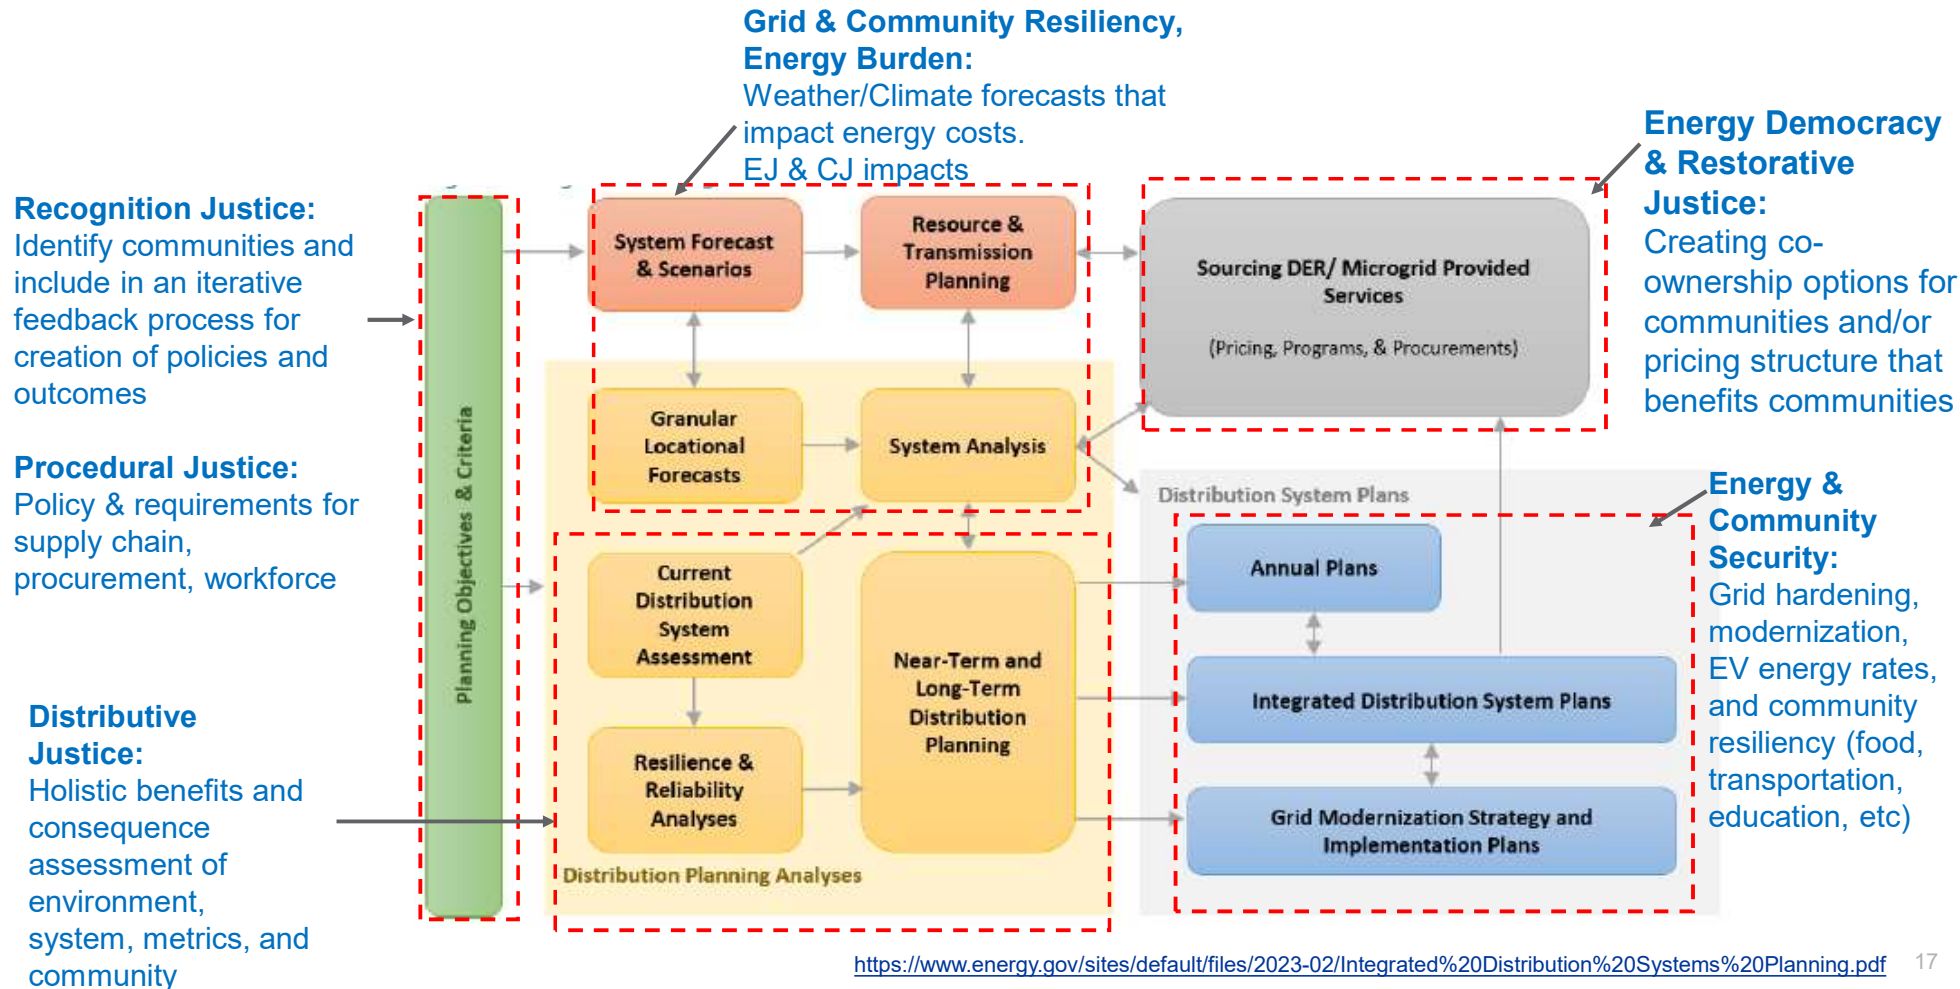 Grid & Community Resiliency,
Energy Burden:
Weather/Climate forecasts that
impact energy costs.
EJ & CJ impacts
Energy Democracy
& Restorative
Justice:
Creating co-
ownership options for
communities and/or
pricing structure that
benefits communities
Recognition Justice:
Identify communities and
include in an iterative
feedback process for
creation of policies and
outcomes
Procedural Justice:
Policy & requirements for
supply chain,
procurement, workforce
Distributive
Justice:
Holistic benefits and
consequence
assessment of
environment,
system, metrics, and
community
Planning Objectives & Criteria
System Forecast
& Scenarios
Resource &
Transmission
Planning
Sourcing DER/ Microgrid Provided
Services
(Pricing, Programs, & Procurements)
Granular
Locational
Forecasts
System Analysis
Current
Distribution
System
Assessment
Near-Term and
Long-Term
Distribution
Planning
Resilience &
Reliability
Analyses
Distribution Planning Analyses
Distribution System Plans
Annual Plans
Integrated Distribution System Plans
Grid Modernization Strategy and
Implementation Plans
Energy &
Community
Security:
Grid hardening,
modernization,
EV energy rates,
and community
resiliency (food,
transportation,
education, etc)
https://www.energy.gov/sites/default/files/2023-02/Integrated%20Distribution%20Systems%20Planning.pdf
17